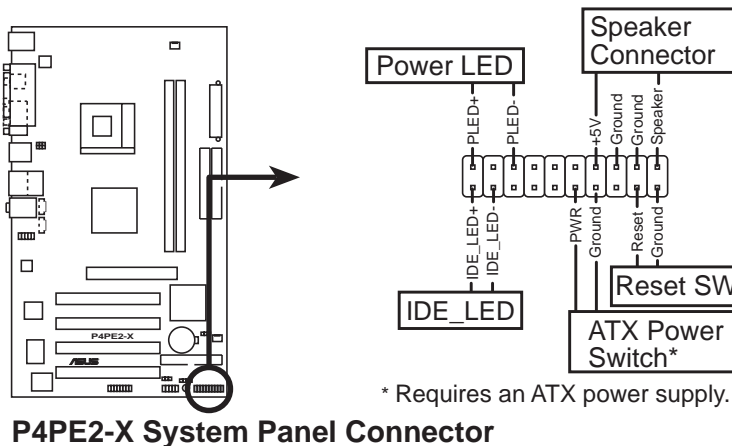 Speaker
Connector
Power LED
PLED+
PLED-
+5V
Ground
Ground
Speaker
IDE_LED+
IDE_LED-
PWR
Ground
Reset
Ground
IDE_LED
Reset SW
ATX Power
Switch*
P4PE2-X
ASUS
* Requires an ATX power supply.
P4PE2-X System Panel Connector